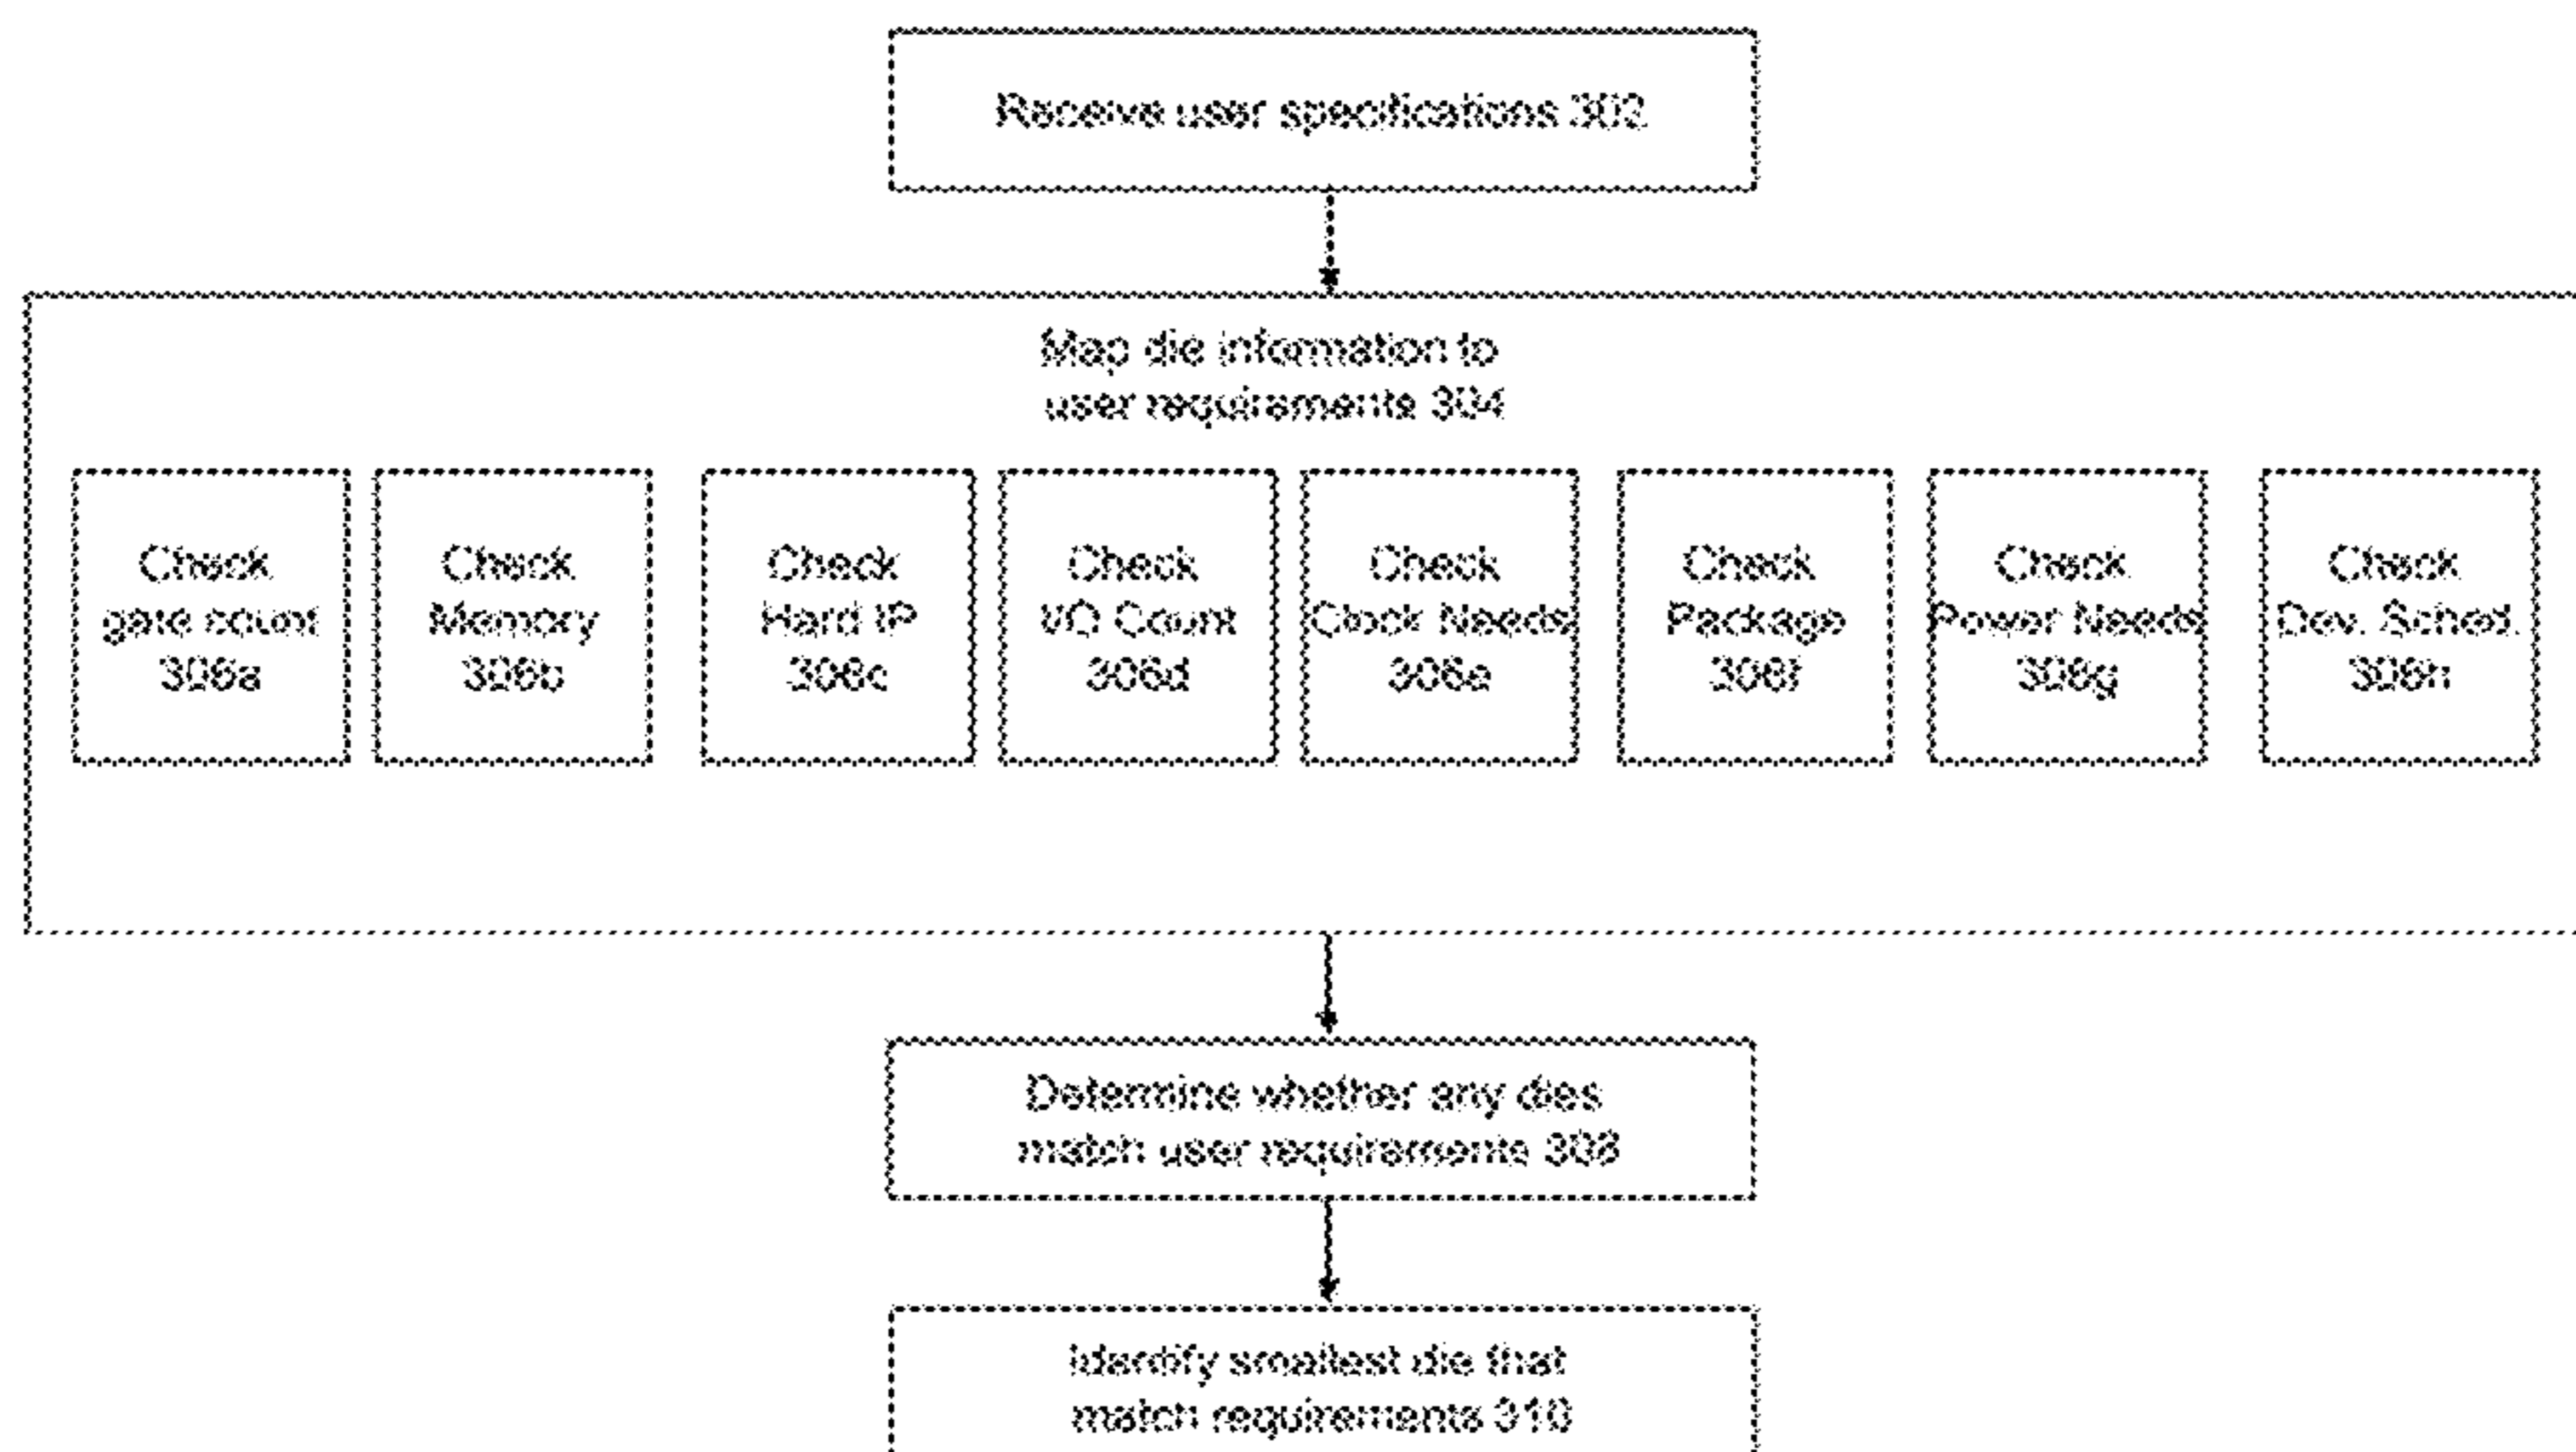 Receive user specifications 302
Map die information to
user requirements 304
Check
gate count
306a
Check
Memory
306b
Check
Hard IP
306c
Check
I/O Count
306d
Check
Clock Needs
306e
Check
Package
306f
Check
Power Needs
306g
Check
Dev. Sched.
306h
Determine whether any dies
match user requirements 308
Identify smallest die that
match requirements 310